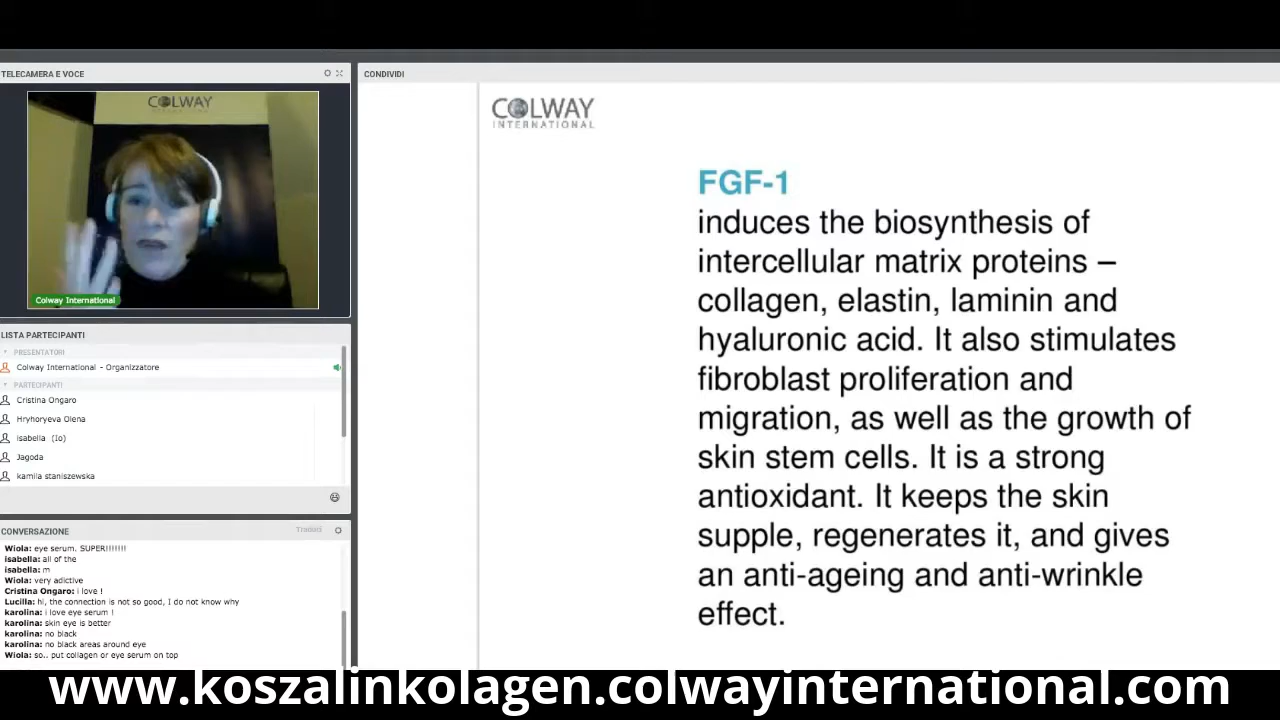 TELECAMERA E VOCE
COLWAY
Colway International
LISTA PARTECIPANTI
PRESENTATORI
Colway International - Organizzatore
PARTECIPANTI
Cristina Ongaro
Hryhoryeva Olena
isabella (Io)
Jagoda
kamila staniszewska
CONVERSAZIONE
Traduci
Wiola: eye serum. SUPER!!!!!!!
isabella: all of the
isabella: m
Wiola: very adictive
Cristina Ongaro: i love !
Lucilla: hi, the connection is not so good, I do not know why
karolina: i love eye serum !
karolina: skin eye is better
karolina: no black
karolina: no black areas around eye
Wiola: so.. put collagen or eye serum on top
CONDIVIDI
COLWAY
INTERNATIONAL
FGF-1
induces the biosynthesis of
intercellular matrix proteins –
collagen, elastin, laminin and
hyaluronic acid. It also stimulates
fibroblast proliferation and
migration, as well as the growth of
skin stem cells. It is a strong
antioxidant. It keeps the skin
supple, regenerates it, and gives
an anti-ageing and anti-wrinkle
effect.
www.koszalinkolagen.colwayinternational.com